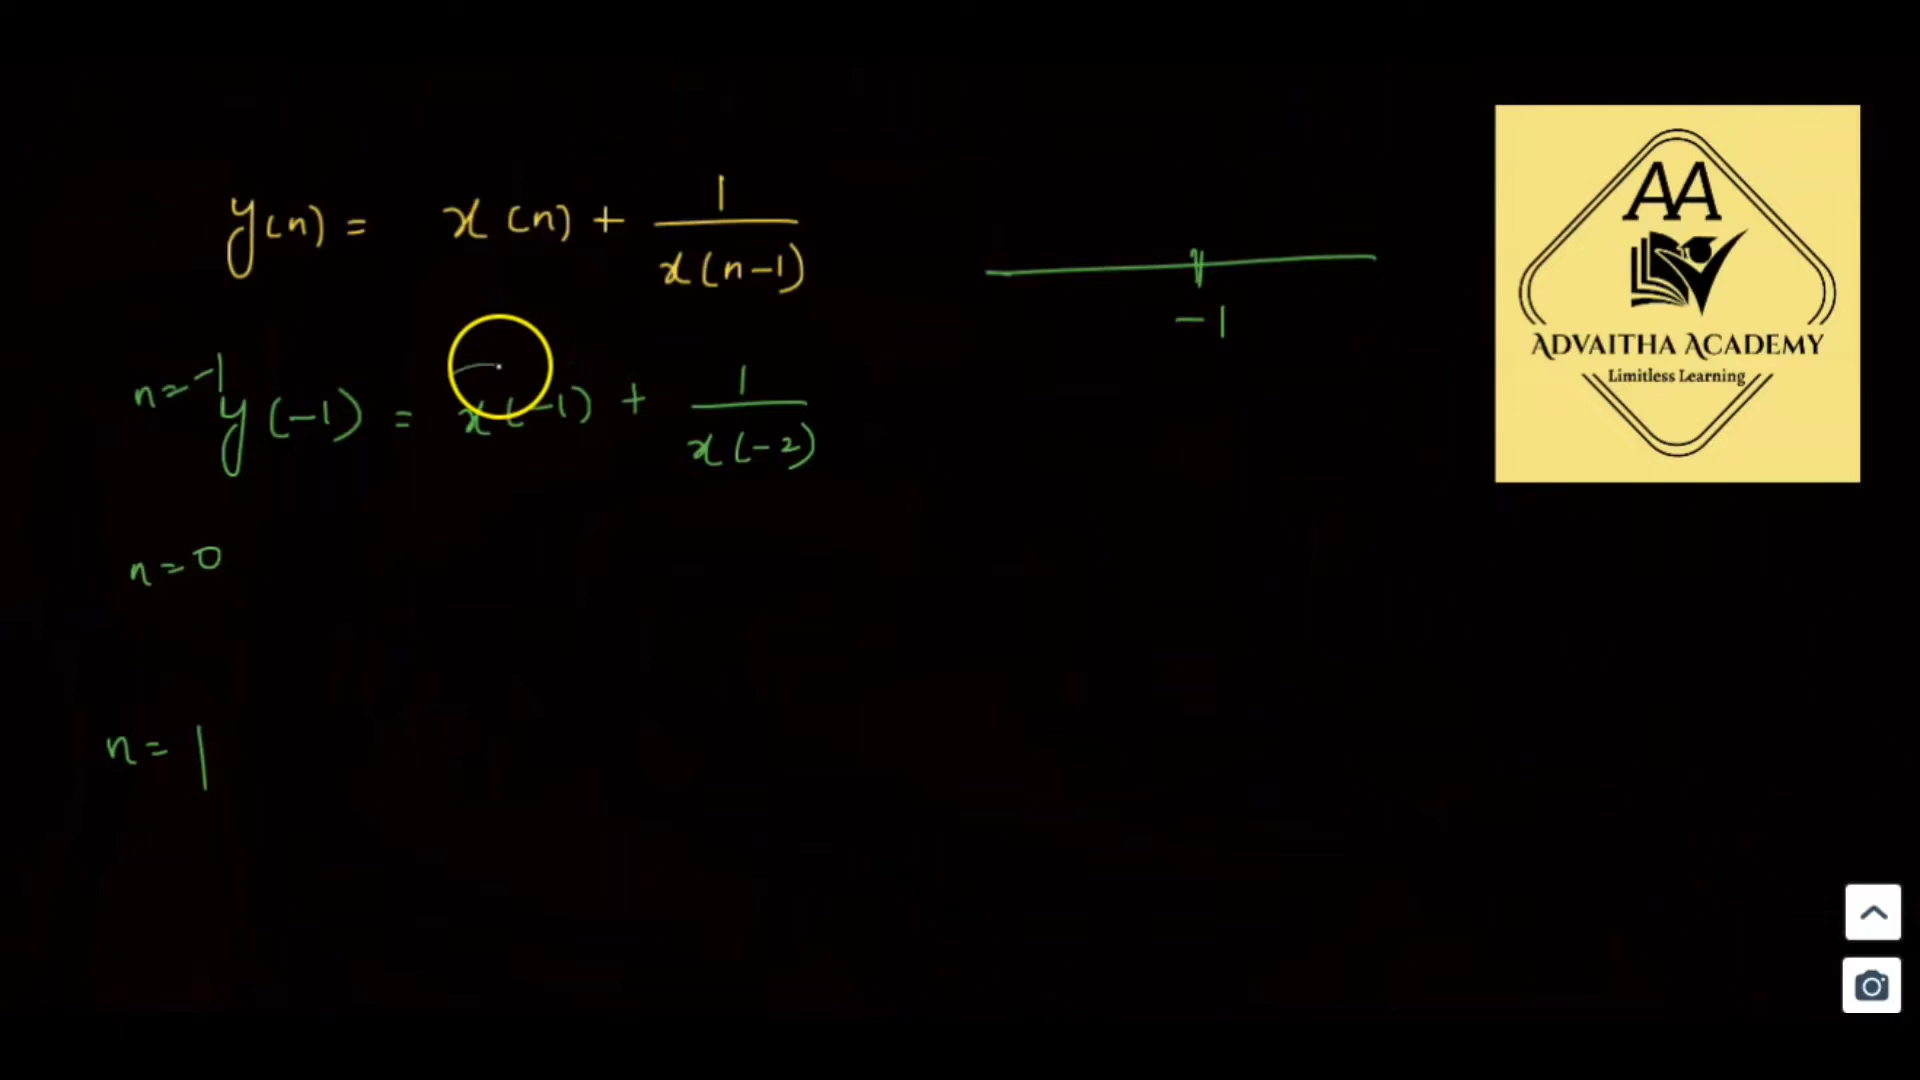 y(n) = x(n) + 1/x(n-1)
-1
n=-1 y(-1) = x(-1) + 1/x(-2)
n=0
n=1
AA
ADVAITHA ACADEMY
Limitless Learning